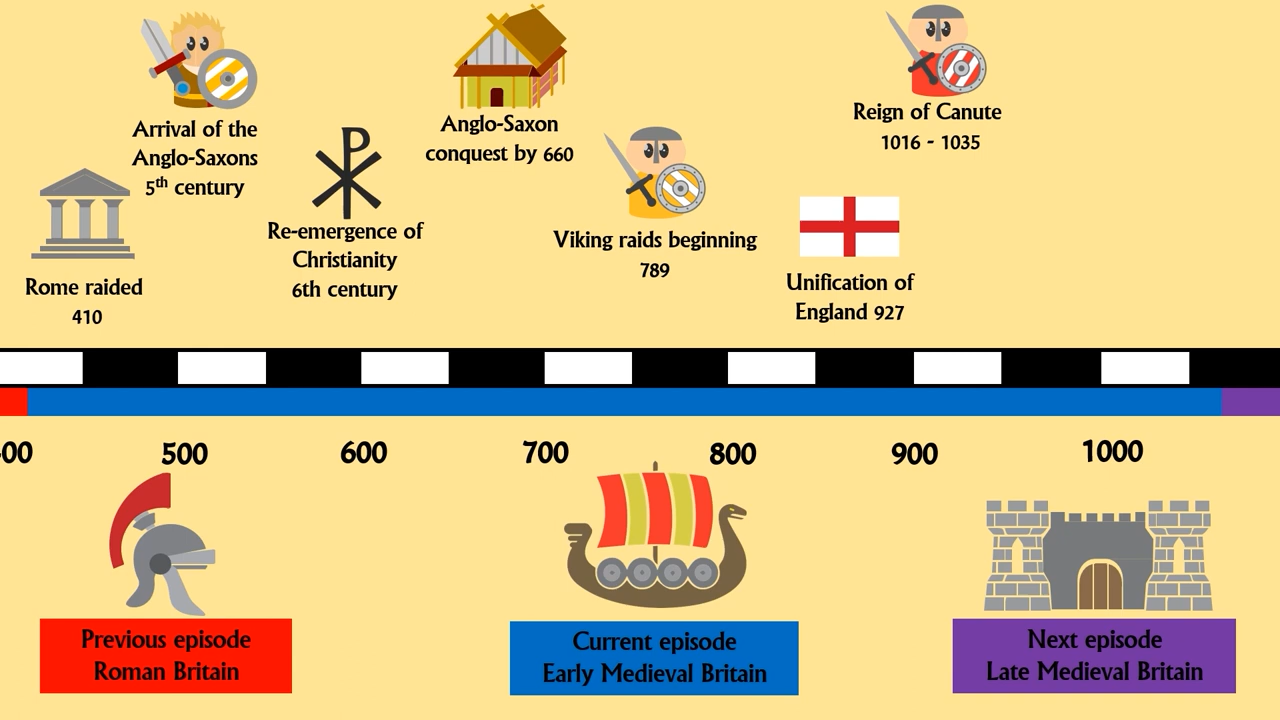 Arrival of the
Anglo-Saxons
5th century
Anglo-Saxon
conquest by 660
Reign of Canute
1016 - 1035
Rome raided
410
Re-emergence of
Christianity
6th century
Viking raids beginning
789
Unification of
England 927
00 500 600 700 800 900 1000
Previous episode
Roman Britain
Current episode
Early Medieval Britain
Next episode
Late Medieval Britain